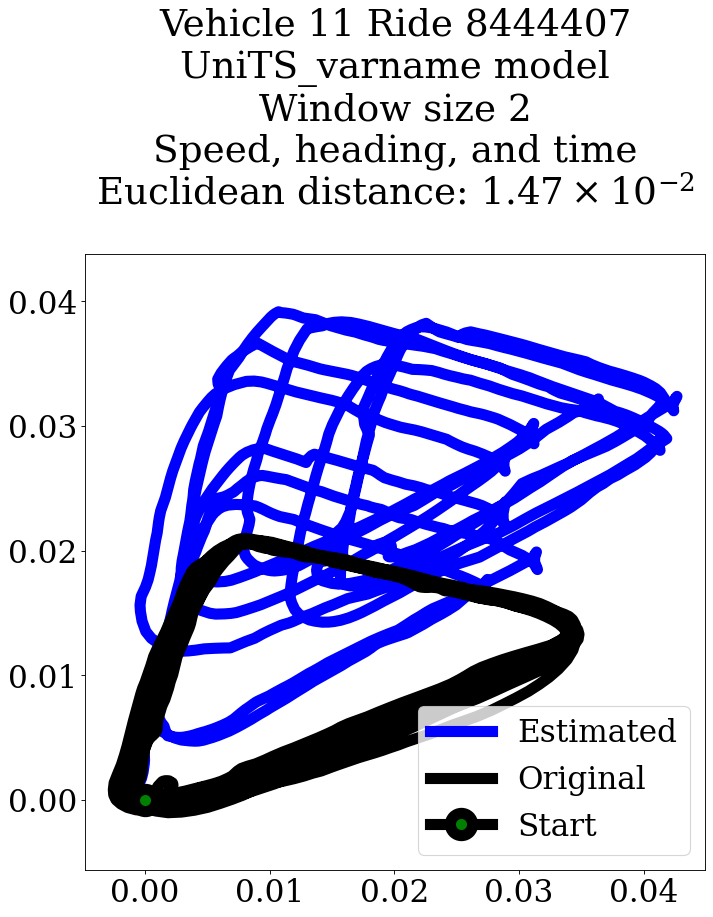 Vehicle 11 Ride 8444407
UniTS_varname model
Window size 2
Speed, heading, and time
Euclidean distance: 1.47 × 10⁻²
0.04
0.03
0.02
0.01
0.00
0.00 0.01 0.02 0.03 0.04
Estimated
Original
Start